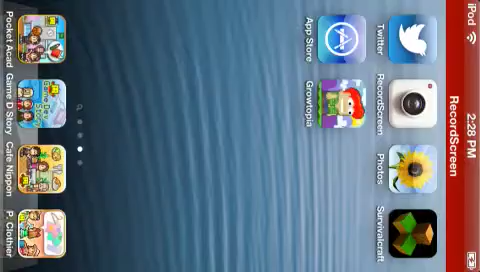 iPod 2:28 PM
RecordScreen
Twitter RecordScreen Photos Survivalcraft
App Store Growtopia
Pocket Acad Game D Story Cafe Nippon P. Clothier